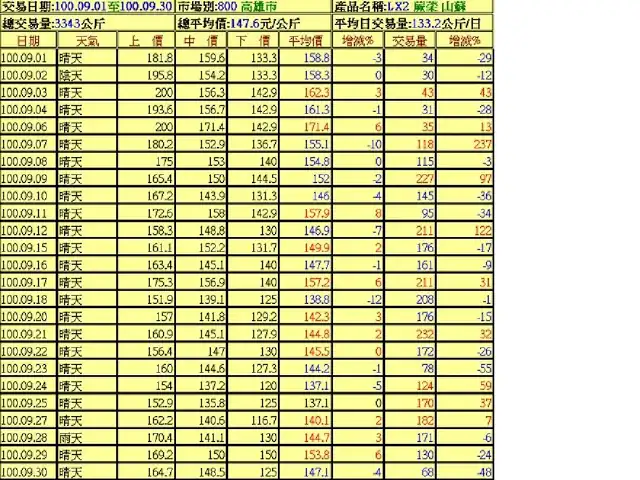 交易日期:100.09.01至100.09.30 市場別:800 高雄市 產品名稱:LX2 蕨菜 山蘇
總交易量:3343公斤 總平均價:147.6元/公斤 平均日交易量:133.2公斤/日
日期 天氣 上 價 中 價 下 價 平均價 增減% 交易量 增減%
100.09.01 晴天 181.8 159.6 133.3 158.8 -3 34 -29
100.09.02 陰天 195.8 154.2 133.3 158.3 0 30 -12
100.09.03 晴天 200 156.3 142.9 162.3 3 43 43
100.09.04 晴天 193.6 156.7 142.9 161.3 -1 31 -28
100.09.06 晴天 200 171.4 142.9 171.4 6 35 13
100.09.07 晴天 180.2 152.9 136.7 155.1 -10 118 237
100.09.08 晴天 175 153 140 154.8 0 115 -3
100.09.09 晴天 165.4 150 144.5 152 -2 227 97
100.09.10 晴天 167.2 143.9 131.3 146 -4 145 -36
100.09.11 晴天 172.6 158 142.9 157.9 8 95 -34
100.09.12 晴天 158.3 148.8 130 146.9 -7 211 122
100.09.15 晴天 161.1 152.2 131.7 149.9 2 176 -17
100.09.16 晴天 163.4 145.1 140 147.7 -1 161 -9
100.09.17 晴天 175.3 156.9 140 157.2 6 211 31
100.09.18 晴天 151.9 139.1 125 138.8 -12 208 -1
100.09.20 晴天 157 141.8 129.2 142.3 3 176 -15
100.09.21 晴天 160.9 145.1 127.9 144.8 2 232 32
100.09.22 晴天 156.4 147 130 145.5 0 172 -26
100.09.23 晴天 160 144.6 127.3 144.2 -1 78 -55
100.09.24 晴天 154 137.2 120 137.1 -5 124 59
100.09.25 晴天 152.9 135.8 125 137.1 0 170 37
100.09.27 晴天 162.2 140.6 116.7 140.1 2 182 7
100.09.28 雨天 170.4 141.1 130 144.7 3 171 -6
100.09.29 晴天 169.2 150 150 153.8 6 130 -24
100.09.30 晴天 164.7 148.5 125 147.1 -4 68 -48